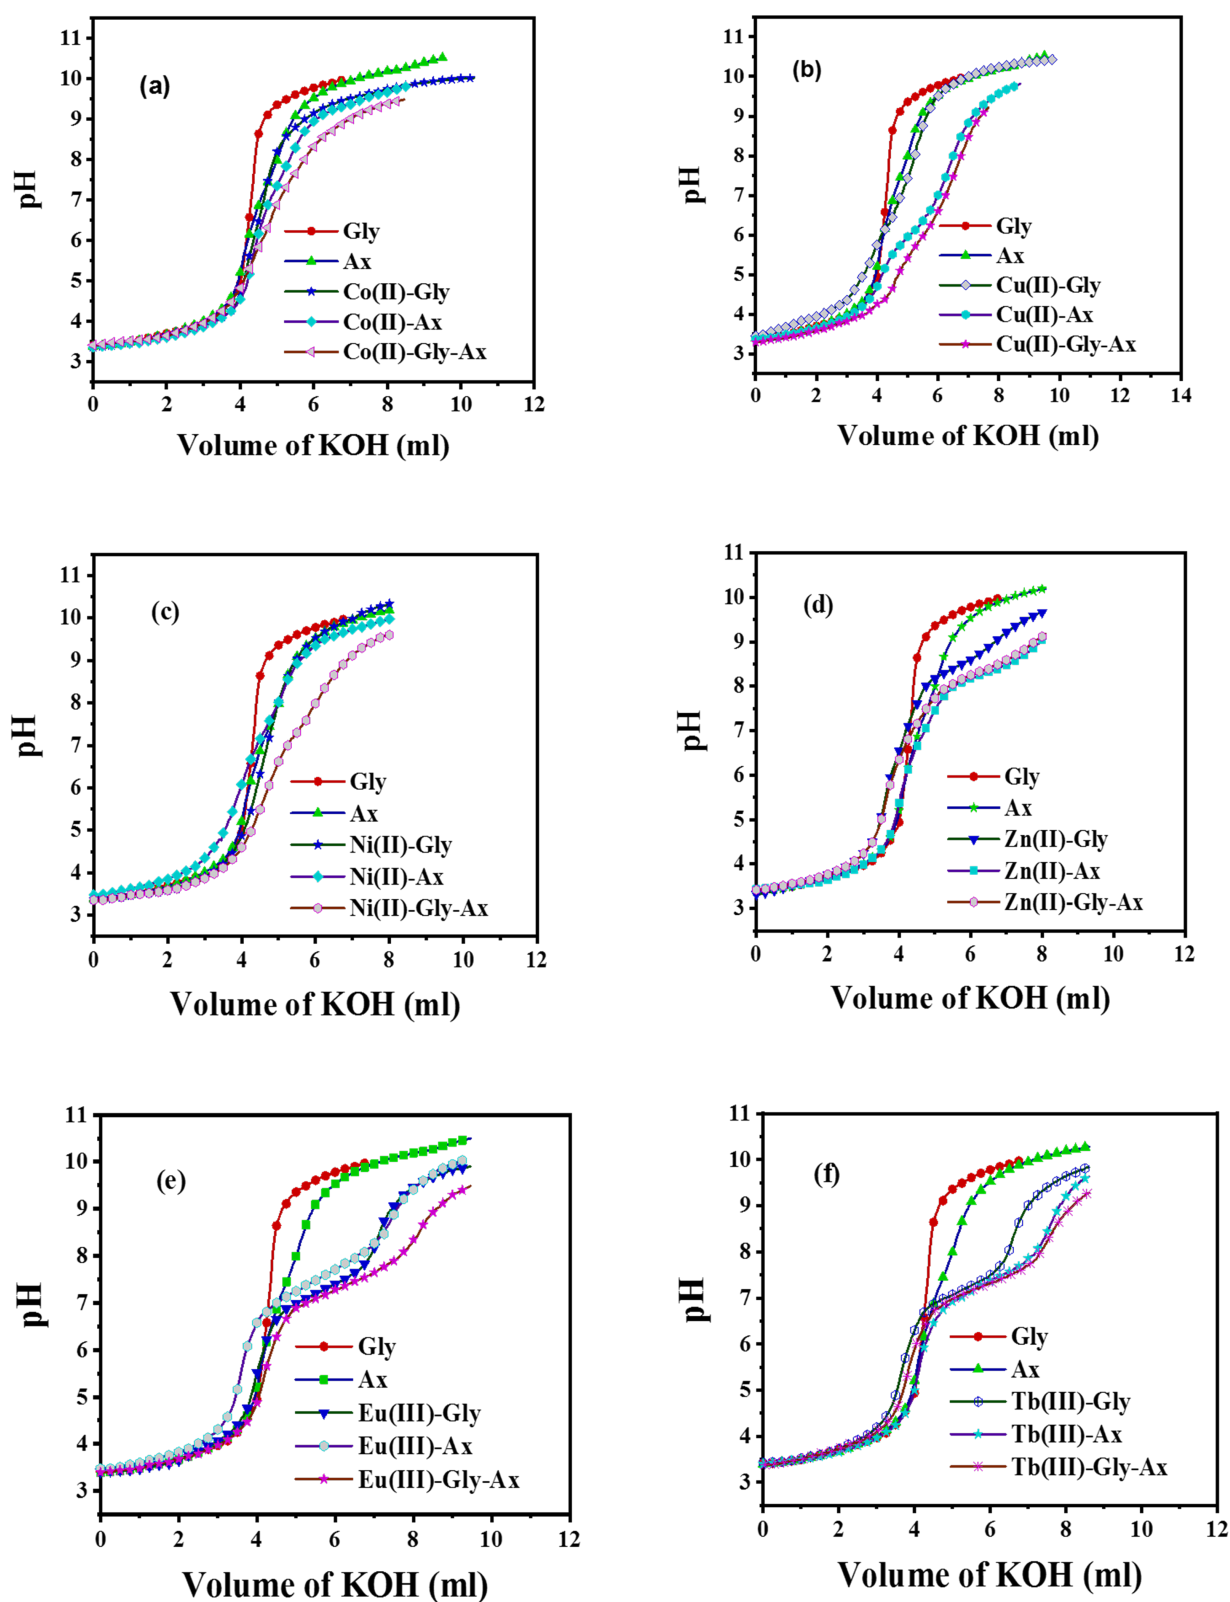 (a)
11
10
9
8
7
6
5
4
3
pH
Gly
Ax
Co(II)-Gly
Co(II)-Ax
Co(II)-Gly-Ax
0 2 4 6 8 10 12
Volume of KOH (ml)
(b)
11
10
9
8
7
6
5
4
3
pH
Gly
Ax
Cu(II)-Gly
Cu(II)-Ax
Cu(II)-Gly-Ax
0 2 4 6 8 10 12 14
Volume of KOH (ml)
(c)
11
10
9
8
7
6
5
4
3
pH
Gly
Ax
Ni(II)-Gly
Ni(II)-Ax
Ni(II)-Gly-Ax
0 2 4 6 8 10 12
Volume of KOH (ml)
(d)
11
10
9
8
7
6
5
4
3
pH
Gly
Ax
Zn(II)-Gly
Zn(II)-Ax
Zn(II)-Gly-Ax
0 2 4 6 8 10 12
Volume of KOH (ml)
(e)
11
10
9
8
7
6
5
4
3
pH
Gly
Ax
Eu(III)-Gly
Eu(III)-Ax
Eu(III)-Gly-Ax
0 2 4 6 8 10 12
Volume of KOH (ml)
(f)
11
10
9
8
7
6
5
4
3
pH
Gly
Ax
Tb(III)-Gly
Tb(III)-Ax
Tb(III)-Gly-Ax
0 2 4 6 8 10 12
Volume of KOH (ml)